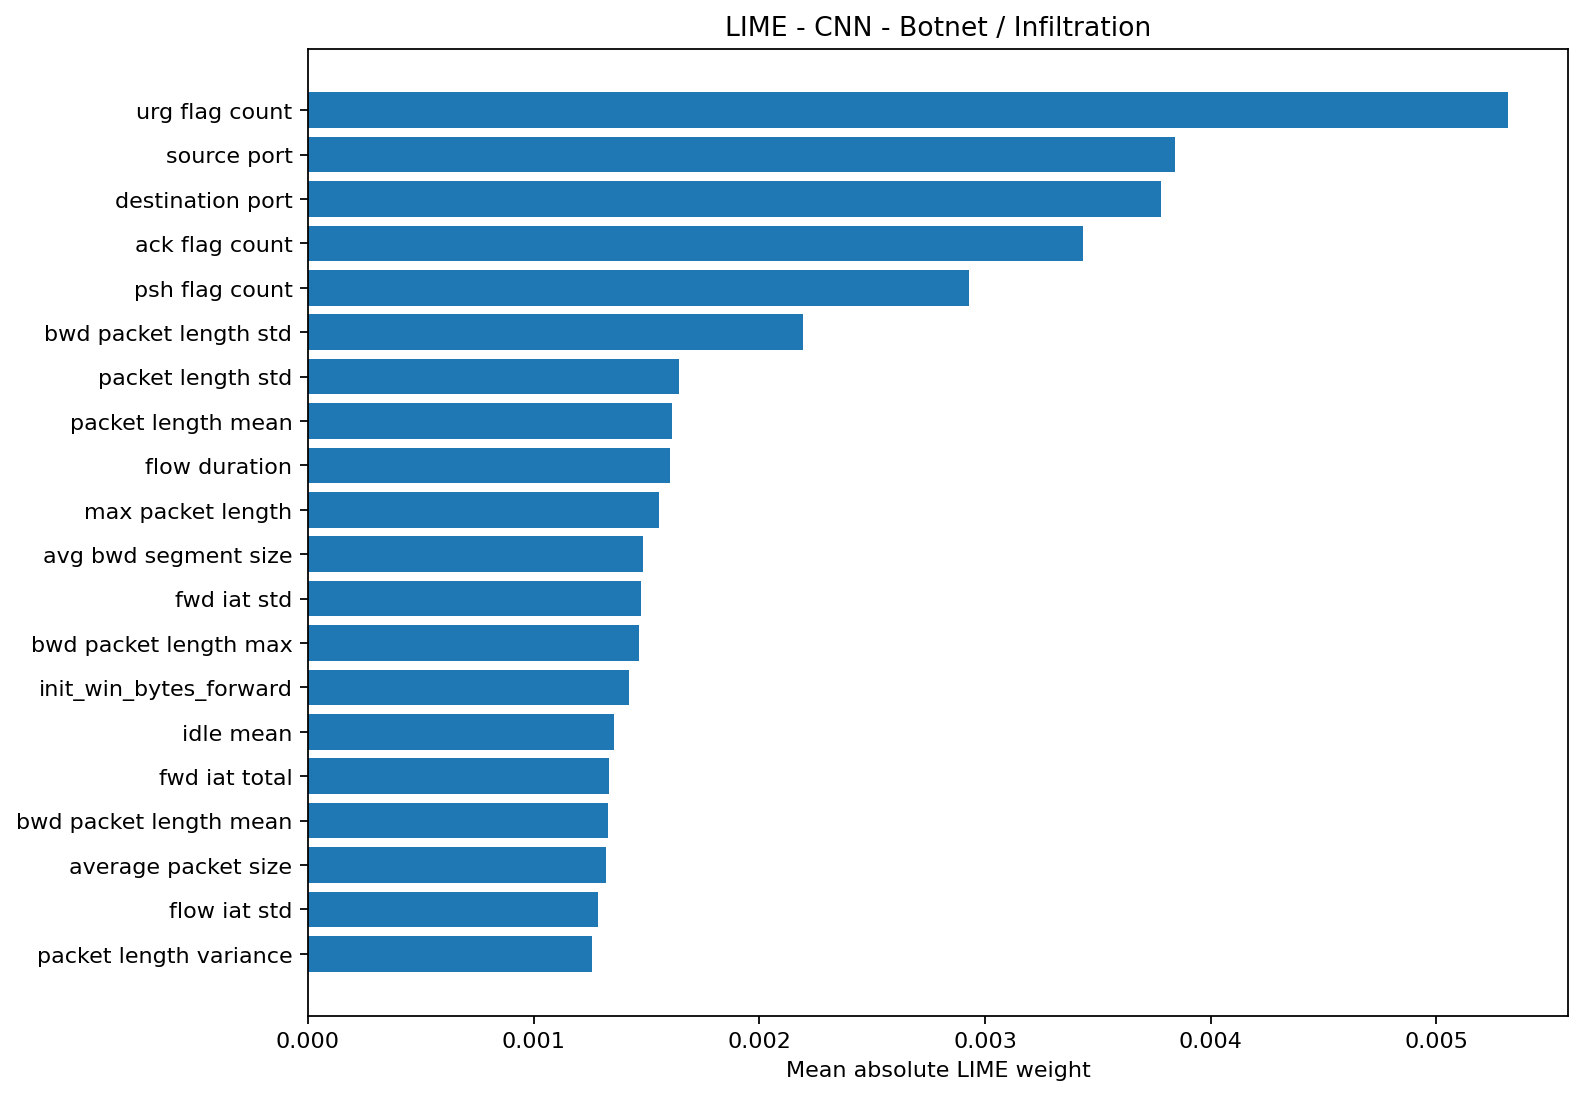 LIME - CNN - Botnet / Infiltration
urg flag count
source port
destination port
ack flag count
psh flag count
bwd packet length std
packet length std
packet length mean
flow duration
max packet length
avg bwd segment size
fwd iat std
bwd packet length max
init_win_bytes_forward
idle mean
fwd iat total
bwd packet length mean
average packet size
flow iat std
packet length variance
0.000 0.001 0.002 0.003 0.004 0.005
Mean absolute LIME weight